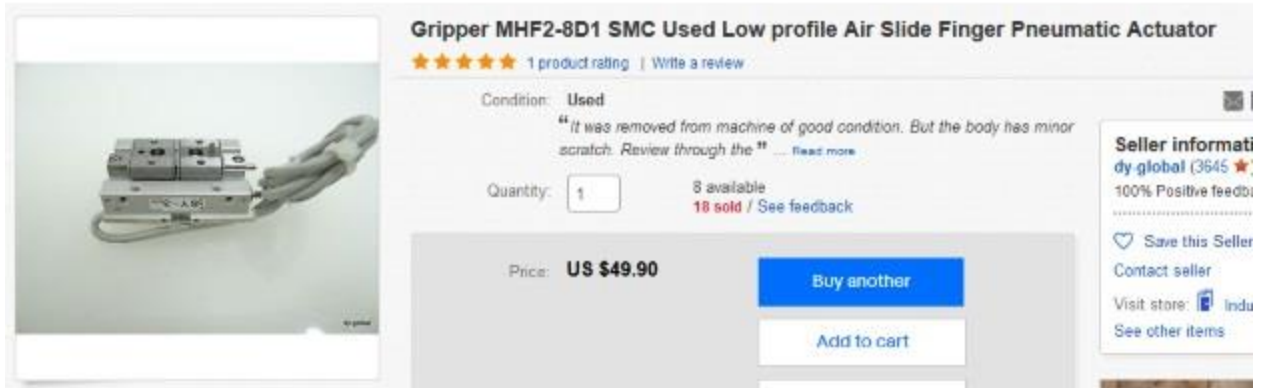 Gripper MHF2-8D1 SMC Used Low profile Air Slide Finger Pneumatic Actuator
1 product rating | Write a review
Condition: Used
“It was removed from machine of good condition. But the body has minor
scratch. Review through the ” ... Read more
Quantity: 1
8 available
18 sold / See feedback
Price: US $49.90
Buy another
Add to cart
Seller informati
dy-global (3645
100% Positive feedba
Save this Seller
Contact seller
Visit store: Indu
See other items
dy-global